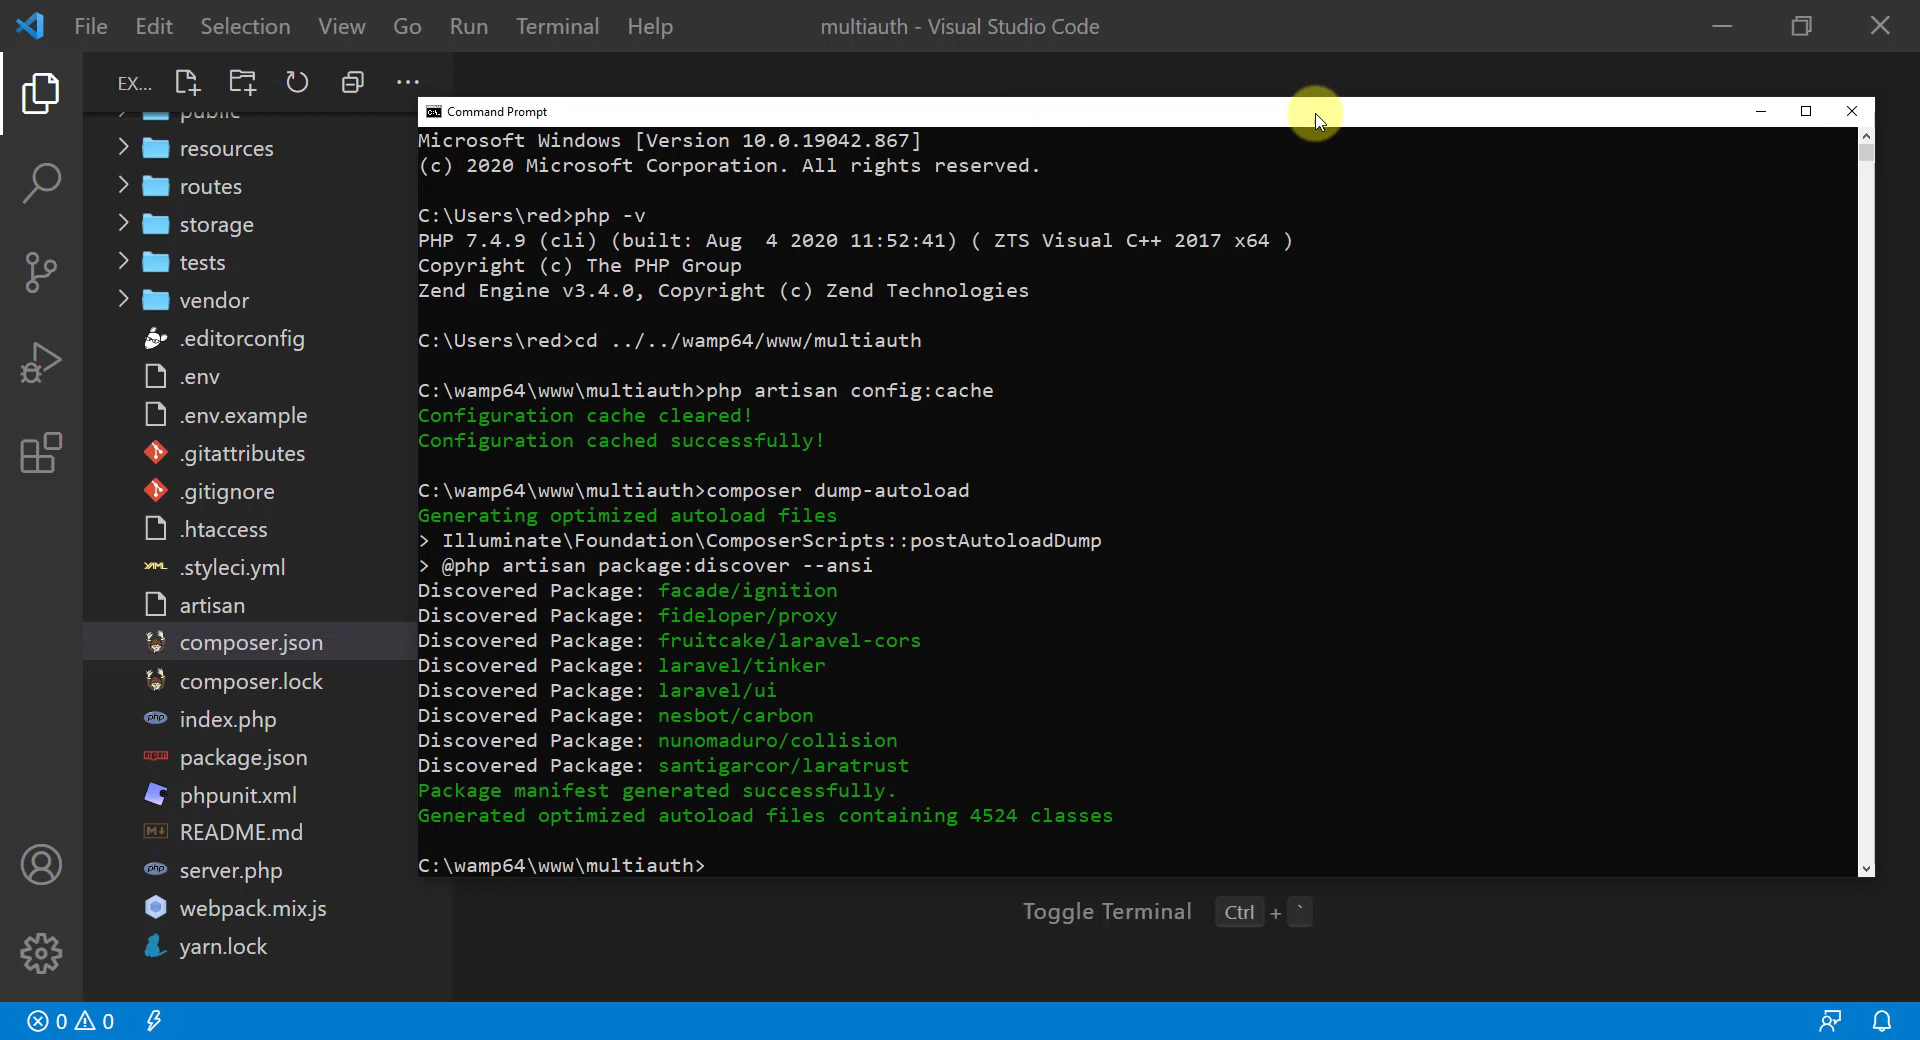 File Edit Selection View Go Run Terminal Help multiauth - Visual Studio Code
EX...
public
resources
routes
storage
tests
vendor
.editorconfig
.env
.env.example
.gitattributes
.gitignore
.htaccess
YAML .styleci.yml
artisan
composer.json
composer.lock
php index.php
npm package.json
phpunit.xml
M README.md
php server.php
webpack.mix.js
yarn.lock
C:\. Command Prompt
Microsoft Windows [Version 10.0.19042.867]
(c) 2020 Microsoft Corporation. All rights reserved.
C:\Users\red>php -v
PHP 7.4.9 (cli) (built: Aug  4 2020 11:52:41) ( ZTS Visual C++ 2017 x64 )
Copyright (c) The PHP Group
Zend Engine v3.4.0, Copyright (c) Zend Technologies
C:\Users\red>cd ../../wamp64/www/multiauth
C:\wamp64\www\multiauth>php artisan config:cache
Configuration cache cleared!
Configuration cached successfully!
C:\wamp64\www\multiauth>composer dump-autoload
Generating optimized autoload files
> Illuminate\Foundation\ComposerScripts::postAutoloadDump
> @php artisan package:discover --ansi
Discovered Package: facade/ignition
Discovered Package: fideloper/proxy
Discovered Package: fruitcake/laravel-cors
Discovered Package: laravel/tinker
Discovered Package: laravel/ui
Discovered Package: nesbot/carbon
Discovered Package: nunomaduro/collision
Discovered Package: santigarcor/laratrust
Package manifest generated successfully.
Generated optimized autoload files containing 4524 classes
C:\wamp64\www\multiauth>
Toggle Terminal Ctrl + `
0 0